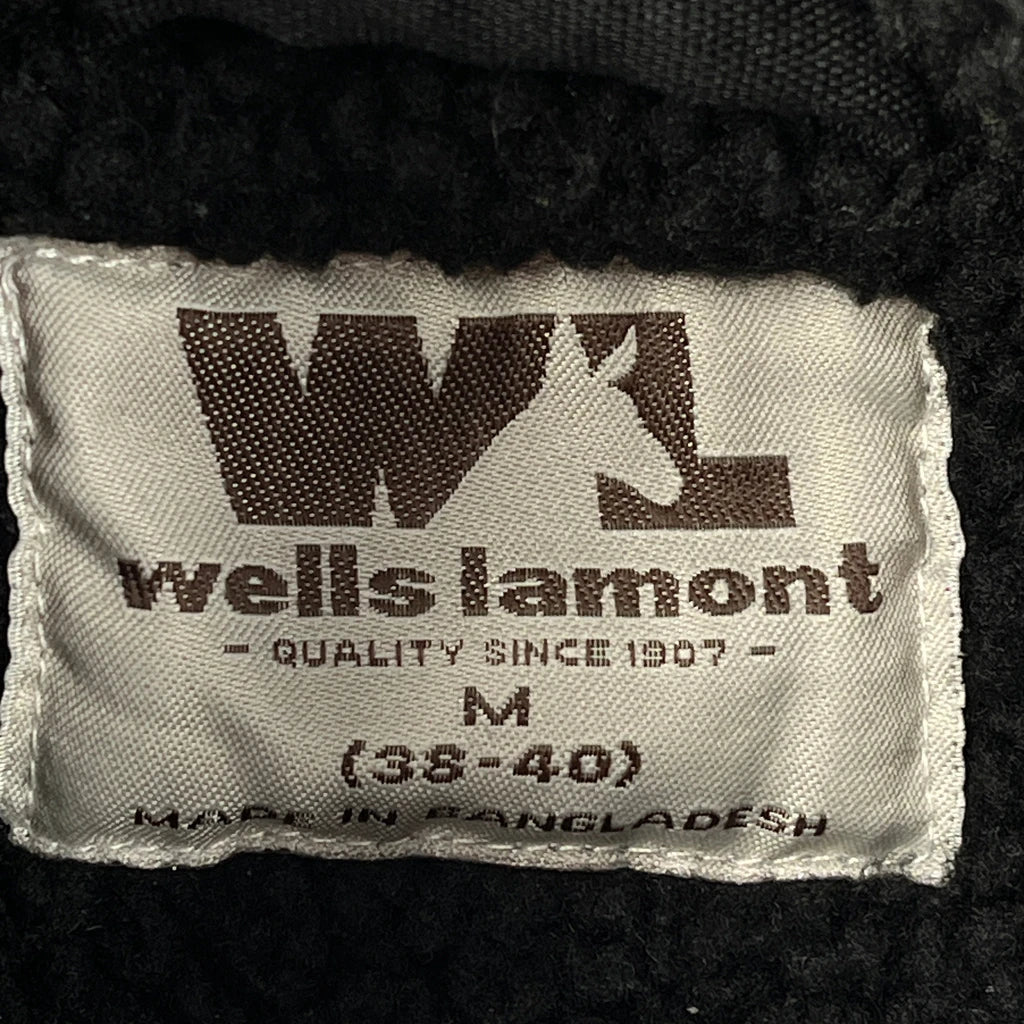 WL
wells lamont
- QUALITY SINCE 1907 -
M
(38-40)
MADE IN BANGLADESH